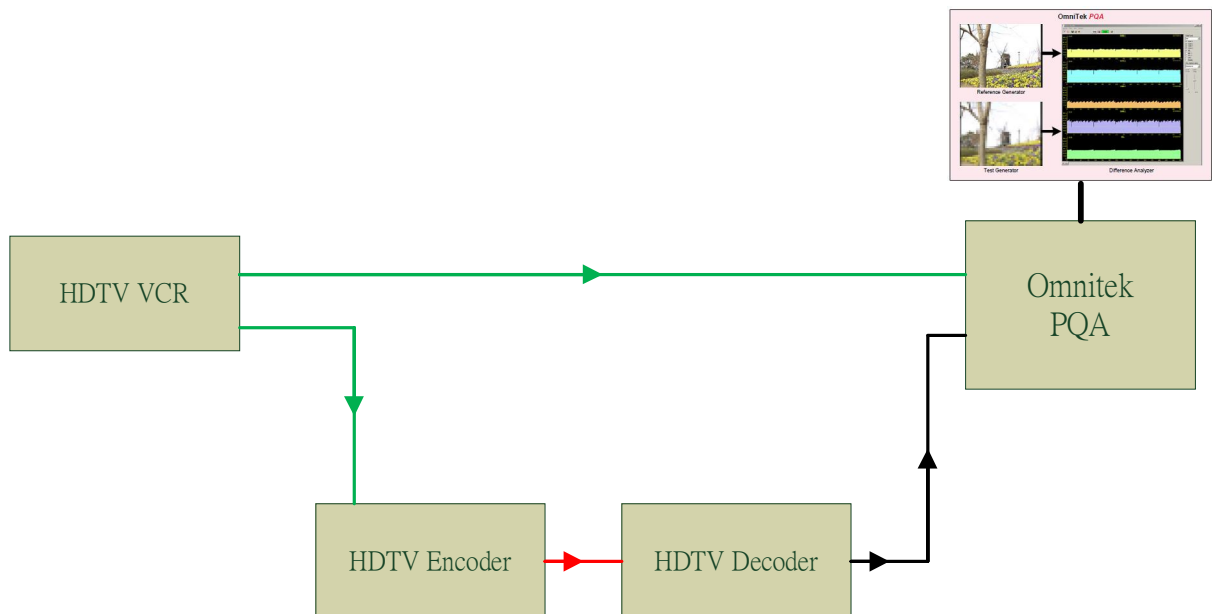 OmniTek PQA
Reference Generator
Test Generator
Difference Analyzer
HDTV VCR
Omnitek
PQA
HDTV Encoder
HDTV Decoder